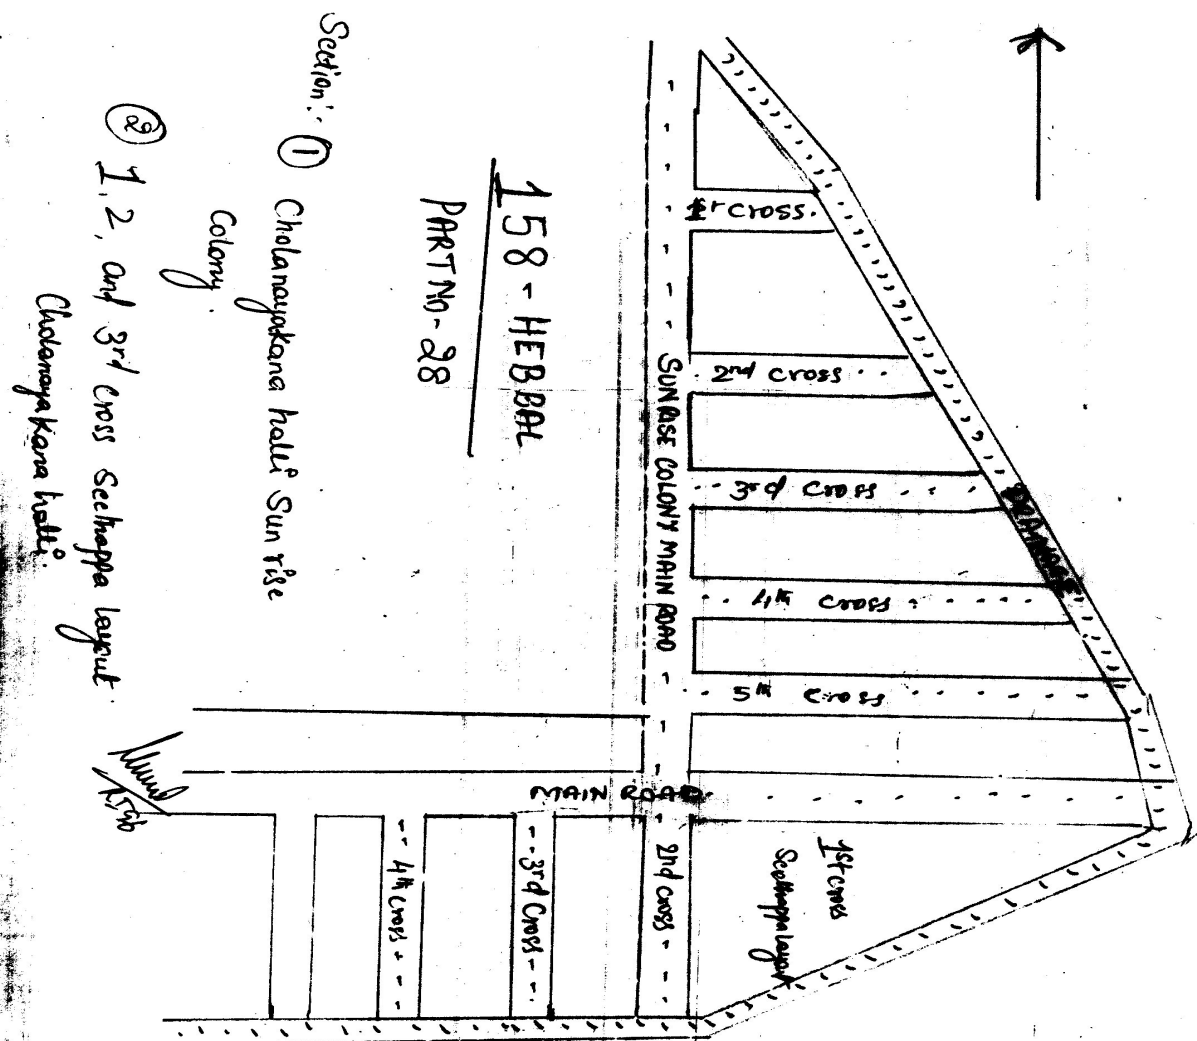 158 - HEBBAL
PART NO - 28
Section:- ① Cholanayakana halli Sun rise
Colony.
② 1, 2, and 3rd cross Seethappa layout.
Cholanayakana halli.
1st cross.
2nd cross
3rd cross
4th cross
5th cross
SUNRISE COLONY MAIN ROAD
DRAINAGE
MAIN ROAD
1st cross
Seethappa layout
2nd cross
3rd cross
4th cross